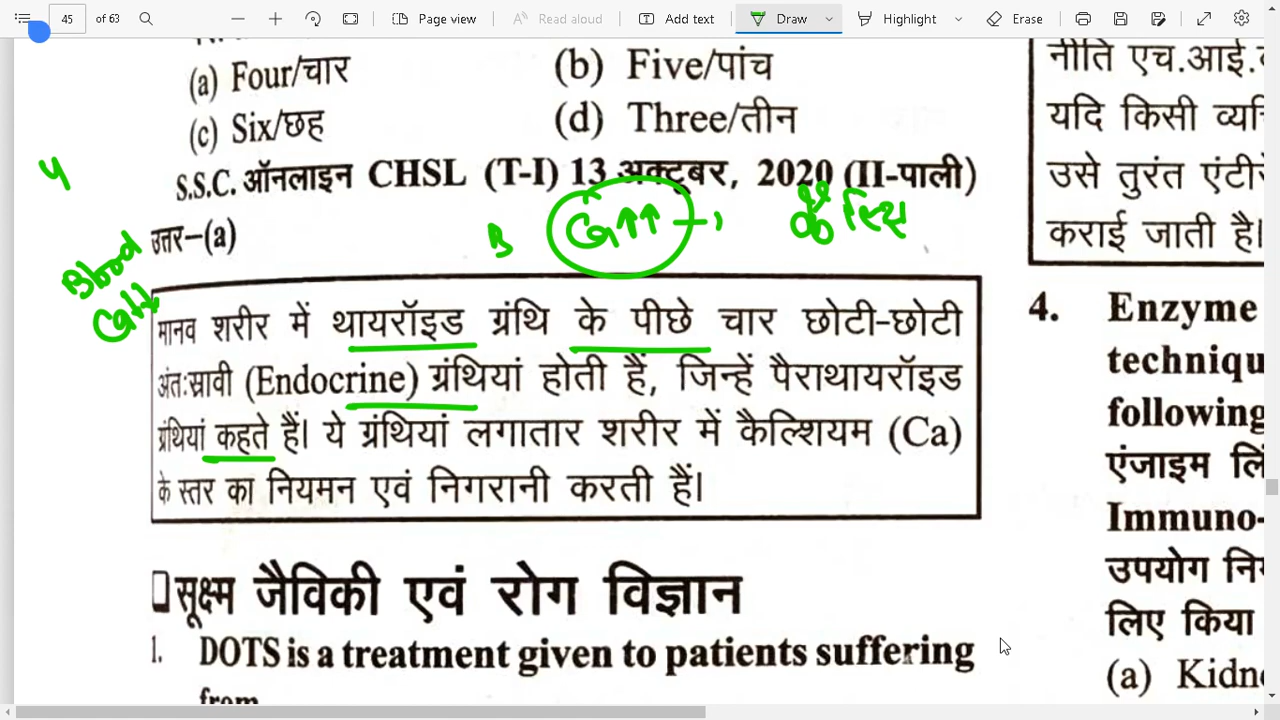 45 of 63
Page view
Read aloud
Add text
Draw
Highlight
Erase
(a) Four/चार (b) Five/पांच
(c) Six/छह (d) Three/तीन
S.S.C. ऑनलाइन CHSL (T-I) 13 अक्टूबर, 2020 (II-पाली)
उत्तर–(a)
4
B
Ca↑↑
Blood
मानव शरीर में थायरॉइड ग्रंथि के पीछे चार छोटी-छोटी
अंतःस्रावी (Endocrine) ग्रंथियां होती हैं, जिन्हें पैराथायरॉइड
ग्रंथियां कहते हैं। ये ग्रंथियां लगातार शरीर में कैल्शियम (Ca)
के स्तर का नियमन एवं निगरानी करती हैं।
सूक्ष्म जैविकी एवं रोग विज्ञान
1. DOTS is a treatment given to patients suffering
from
नीति एच.आई.
यदि किसी
उसे तुरंत
कराई जाती है।
4. Enzyme
techniqu
following
एंजाइम
Immuno-
उपयोग
लिए किया
(a) Kidn